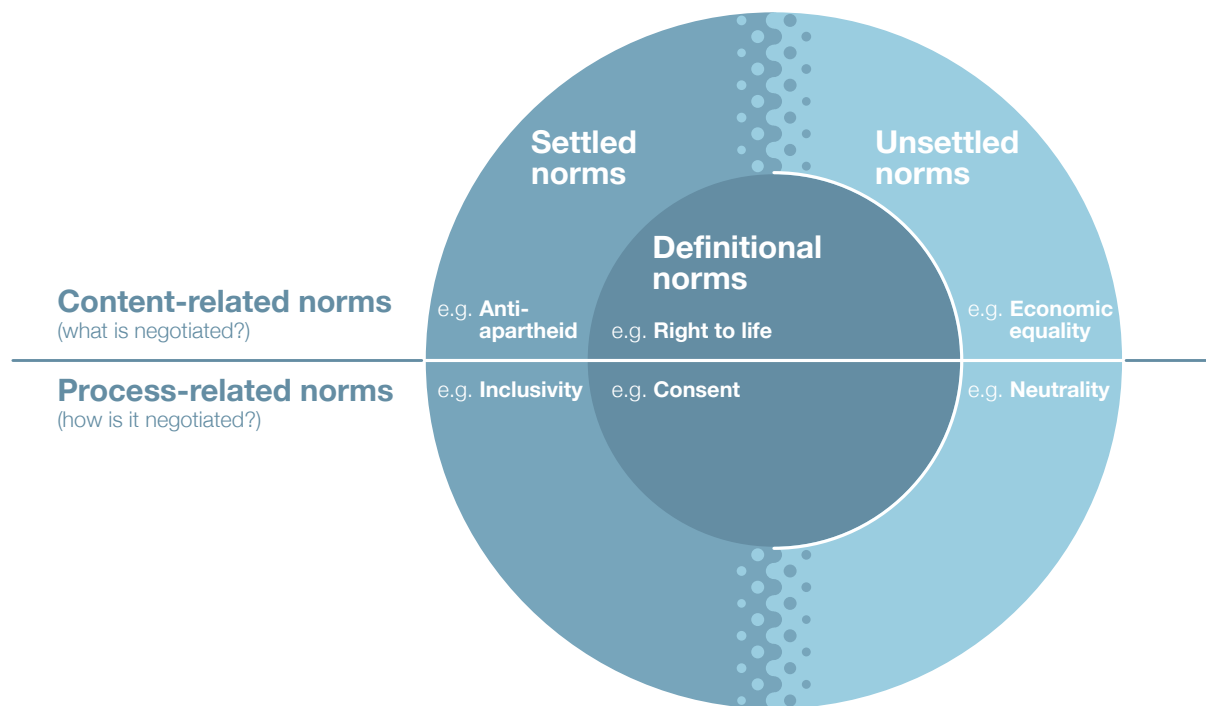 Settled
norms
Unsettled
norms
Definitional
norms
Content-related norms
(what is negotiated?)
e.g. Anti-
apartheid
e.g. Right to life
e.g. Economic
equality
Process-related norms
(how is it negotiated?)
e.g. Inclusivity
e.g. Consent
e.g. Neutrality